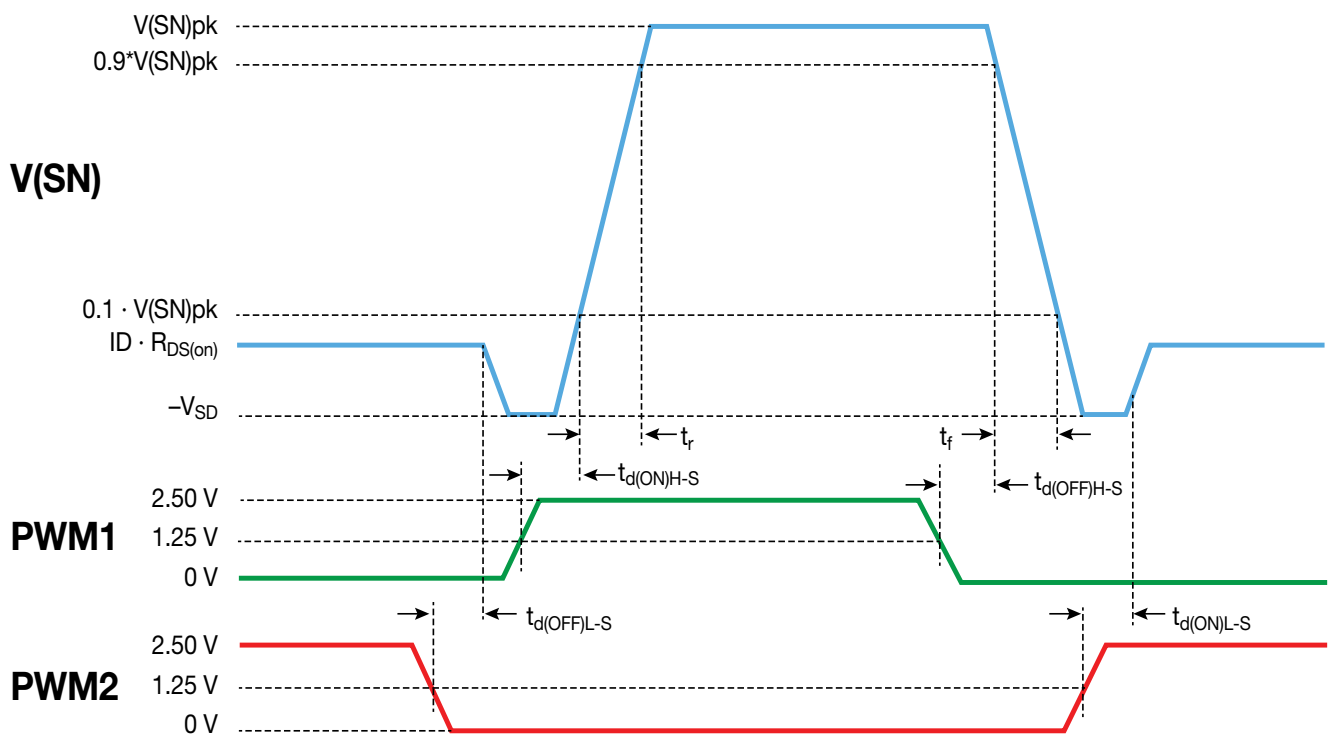 V(SN)pk
0.9*V(SN)pk
V(SN)
0.1 · V(SN)pk
ID · RDS(on)
–VSD
tr
tf
td(ON)H-S
td(OFF)H-S
2.50 V
PWM1
1.25 V
0 V
td(OFF)L-S
td(ON)L-S
2.50 V
PWM2
1.25 V
0 V